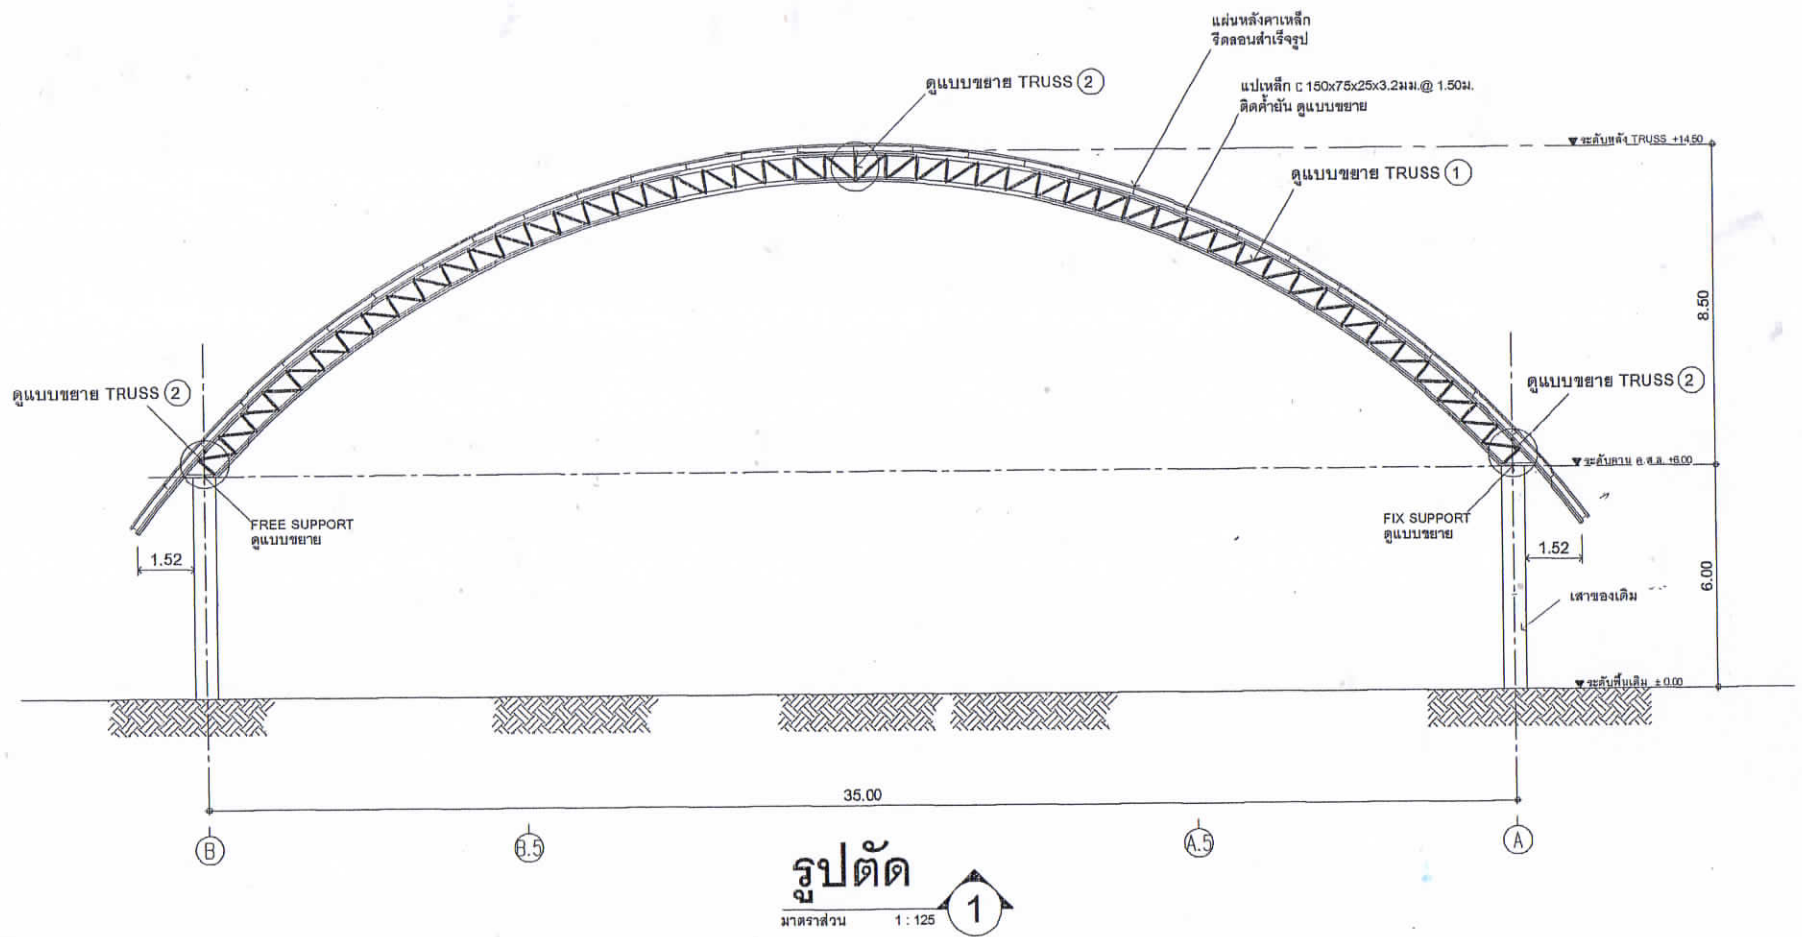 แผ่นหลังคาเหล็ก
รีดลอนสำเร็จรูป
ดูแบบขยาย TRUSS 2
แปเหล็ก C 150x75x25x3.2มม.@ 1.50ม.
ติดค้ำยัน ดูแบบขยาย
ระดับหลัง TRUSS +14.50
ดูแบบขยาย TRUSS 1
8.50
ดูแบบขยาย TRUSS 2
ดูแบบขยาย TRUSS 2
ระดับคาน ค.ส.ล. +6.00
FREE SUPPORT
ดูแบบขยาย
FIX SUPPORT
ดูแบบขยาย
1.52
1.52
6.00
เสาของเดิม
ระดับพื้นเดิม ±0.00
35.00
B
B.5
A.5
A
รูปตัด
1
มาตราส่วน 1 : 125